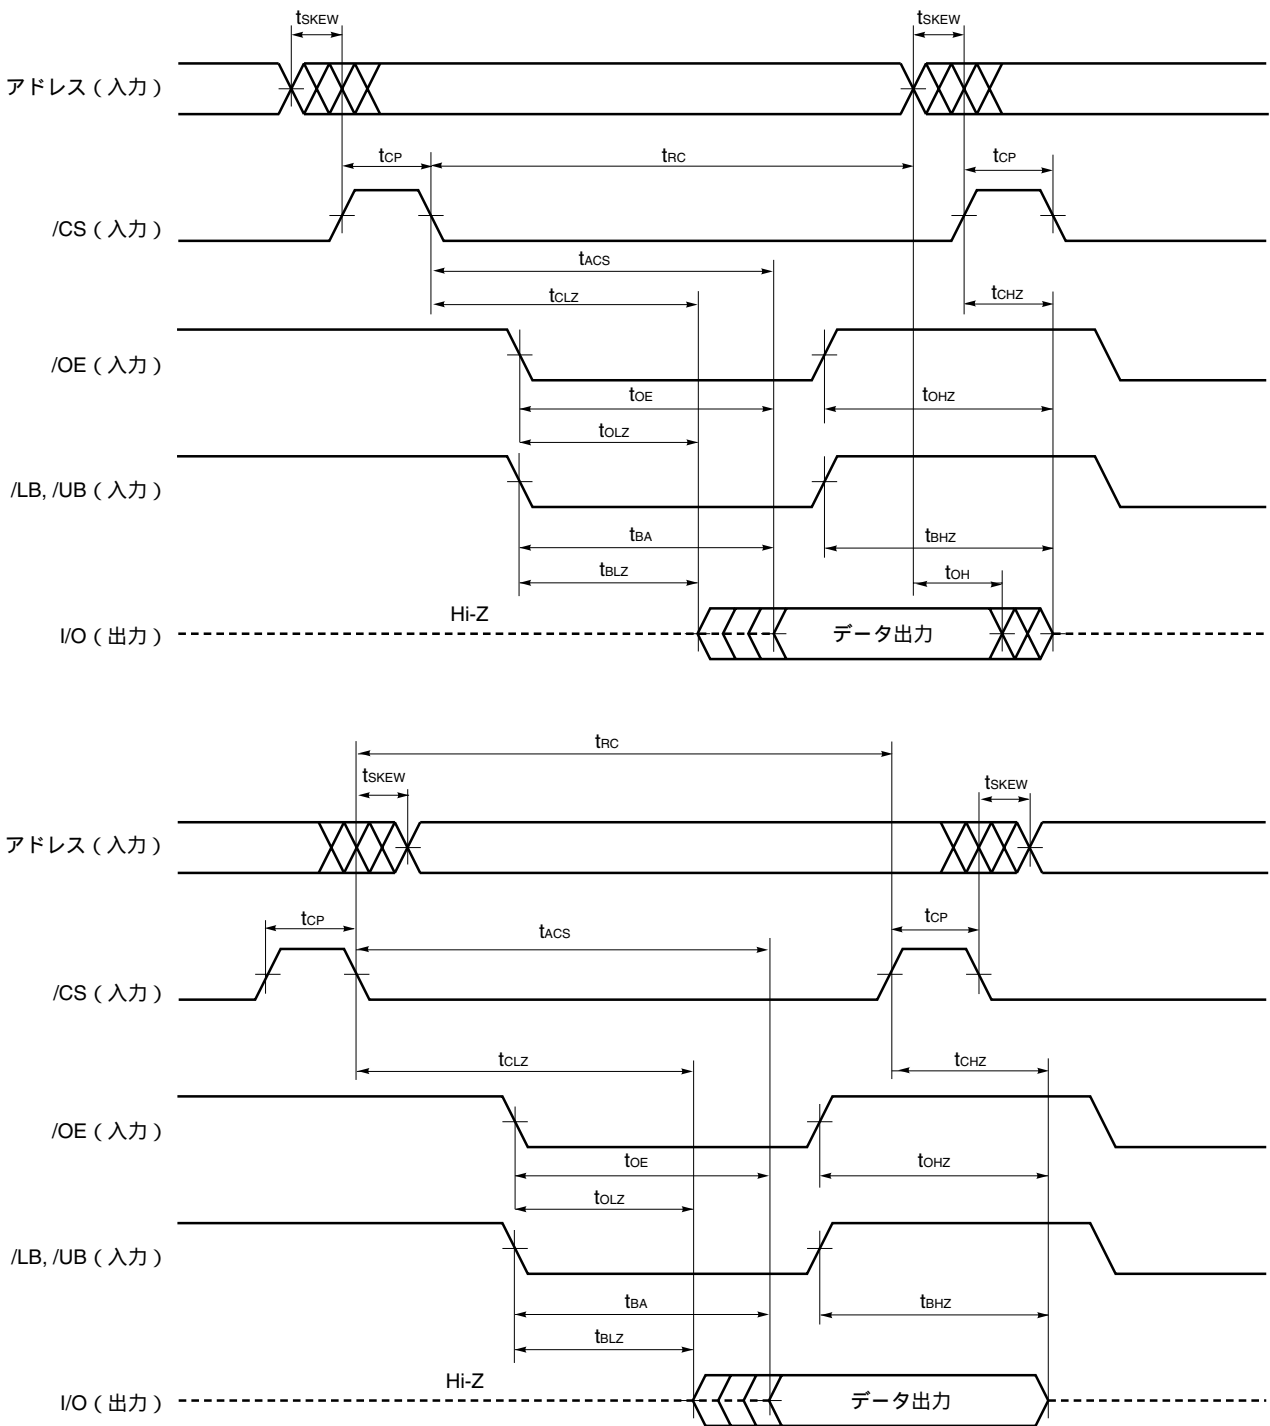 tSKEW tSKEW
アドレス（入力）
tCP tRC tCP
/CS（入力）
tACS
tCLZ tCHZ
/OE（入力）
tOE tOHZ
tOLZ
/LB, /UB（入力）
tBA tBHZ
tBLZ tOH
Hi-Z
I/O（出力） データ出力
tRC
tSKEW tSKEW
アドレス（入力）
tCP tACS tCP
/CS（入力）
tCLZ tCHZ
/OE（入力）
tOE tOHZ
tOLZ
/LB, /UB（入力）
tBA tBHZ
tBLZ
Hi-Z
I/O（出力） データ出力